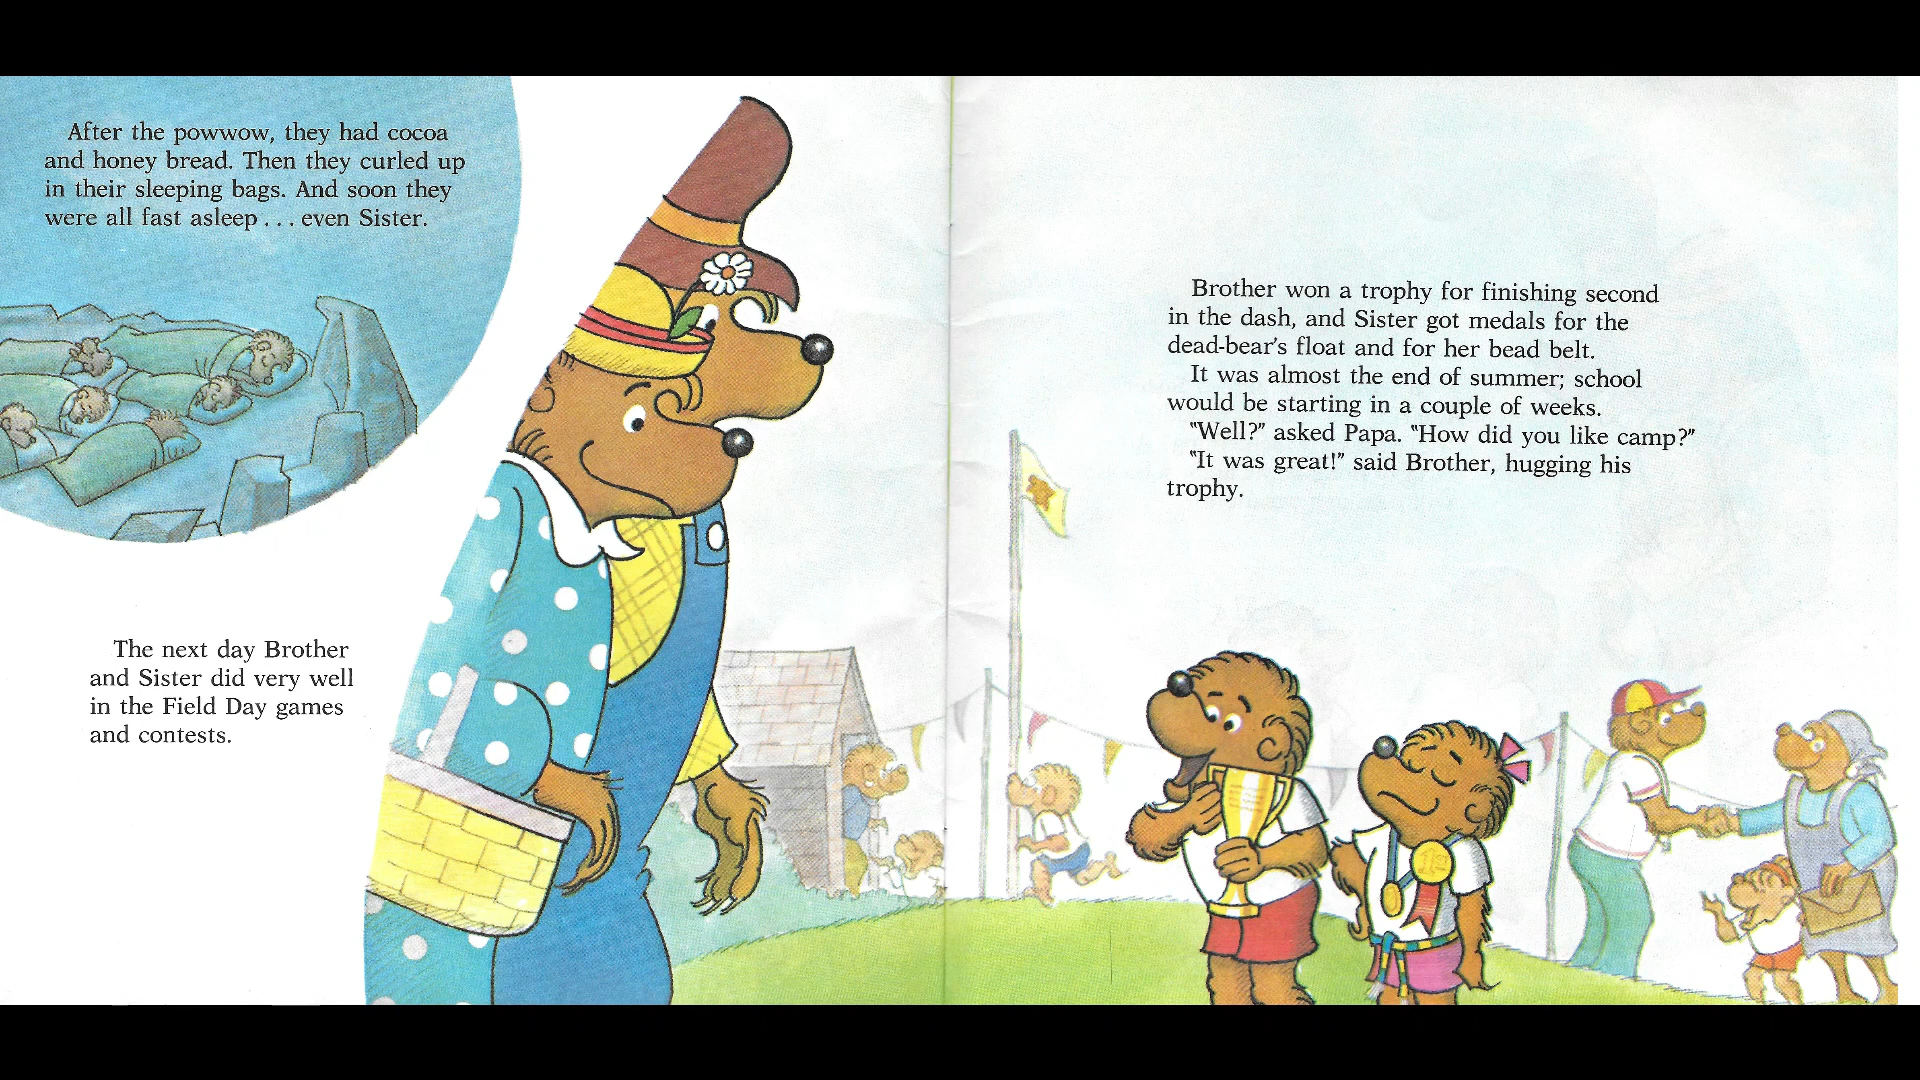 After the powwow, they had cocoa
and honey bread. Then they curled up
in their sleeping bags. And soon they
were all fast asleep . . . even Sister.
The next day Brother
and Sister did very well
in the Field Day games
and contests.
Brother won a trophy for finishing second
in the dash, and Sister got medals for the
dead-bear's float and for her bead belt.
It was almost the end of summer; school
would be starting in a couple of weeks.
"Well?" asked Papa. "How did you like camp?"
"It was great!" said Brother, hugging his
trophy.